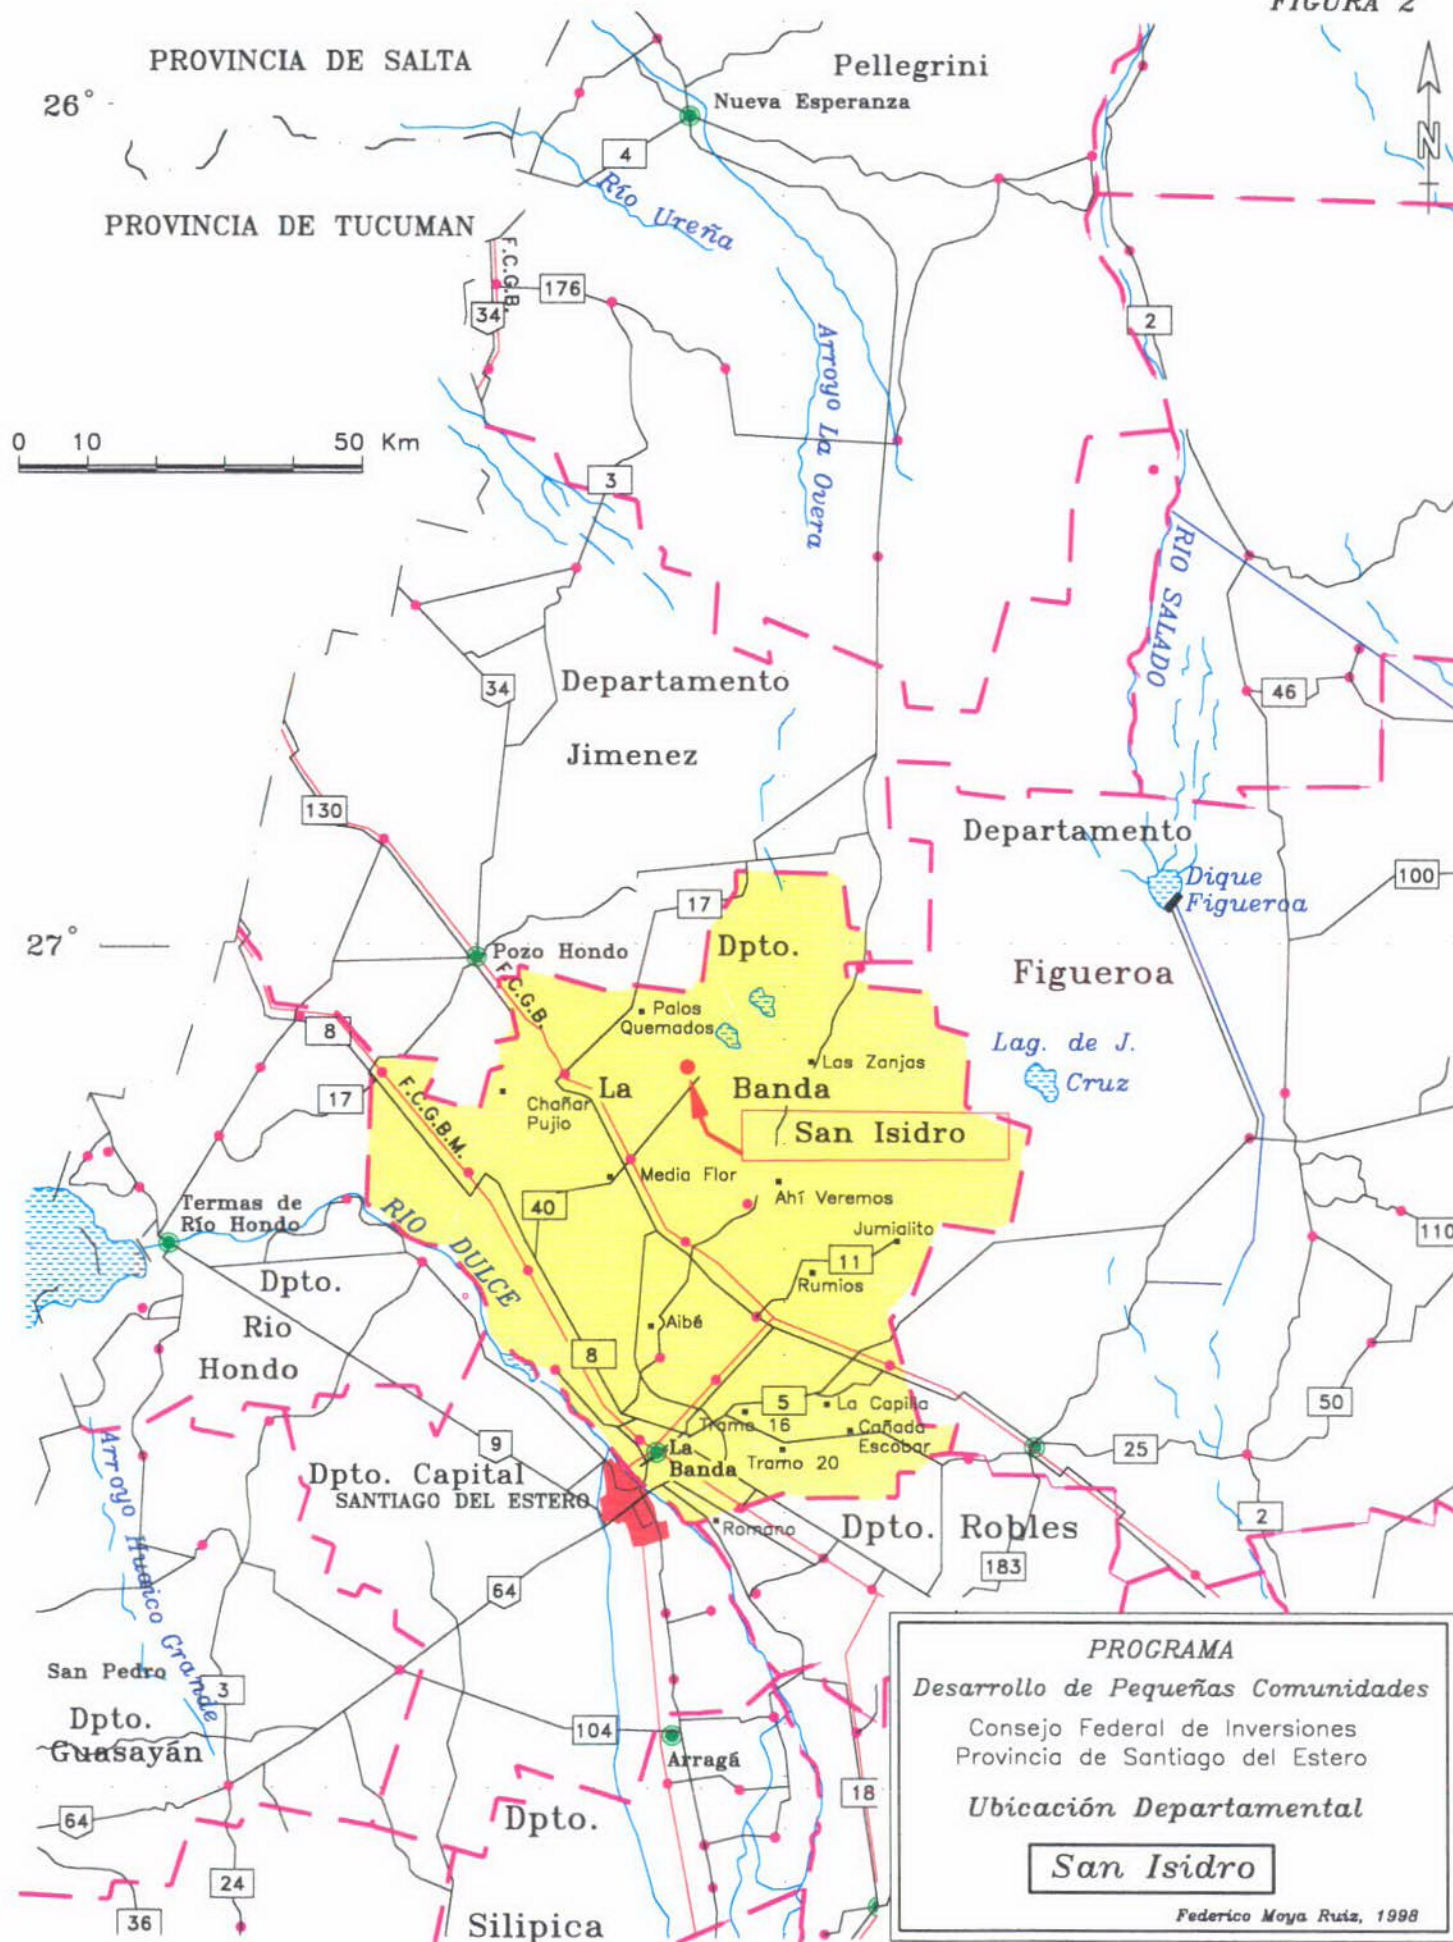 FIGURA 2
PROVINCIA DE SALTA
Pellegrini
26°
Nueva Esperanza
N
4
Río Ureña
PROVINCIA DE TUCUMAN
F.C.G.B.
176
34
2
Arroyo La Overa
0 10 50 Km
3
RIO SALADO
34
Departamento
Jimenez
46
130
Departamento
Dique
Figueroa
100
17
27°
Pozo Hondo
Dpto.
F.C.G.B.
Figueroa
Palos
Quemados
8
Lag. de J.
Cruz
Las Zanjas
La Banda
17
F.C.G.B.M.
Chañar
Pujio
San Isidro
Media Flor
Ahí Veremos
40
Termas de
Río Hondo
RIO DULCE
Jumialito
110
11
Rumios
Dpto.
Rio
Hondo
Aibé
8
5
La Capilla
50
Tramo 16
Cañada
Escobar
Arroyo Huaico Grande
9
La
Banda
Tramo 20
25
Dpto. Capital
SANTIAGO DEL ESTERO
Romano
Dpto. Robles
2
183
64
San Pedro
3
Dpto.
Guasayán
104
Arragá
18
64
Dpto.
Silipica
24
36
PROGRAMA
Desarrollo de Pequeñas Comunidades
Consejo Federal de Inversiones
Provincia de Santiago del Estero
Ubicación Departamental
San Isidro
Federico Moya Ruiz, 1998